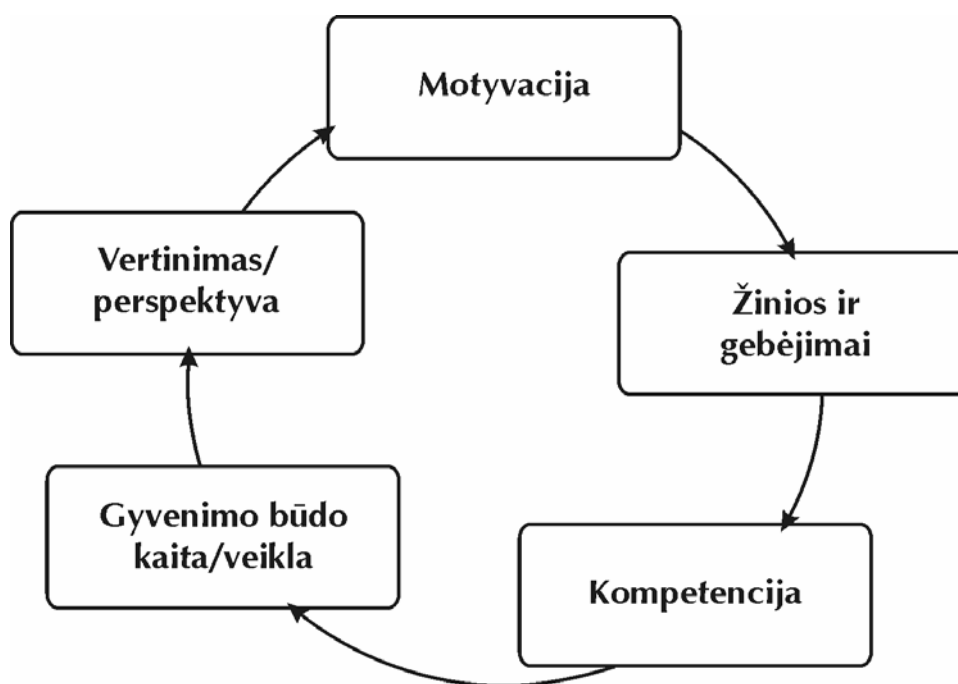 Motyvacija
Žinios ir
gebėjimai
Kompetencija
Gyvenimo būdo
kaita/veikla
Vertinimas/
perspektyva